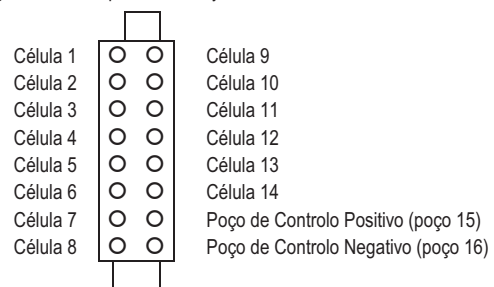 Célula 1 Célula 9
Célula 2 Célula 10
Célula 3 Célula 11
Célula 4 Célula 12
Célula 5 Célula 13
Célula 6 Célula 14
Célula 7 Poço de Controlo Positivo (poço 15)
Célula 8 Poço de Controlo Negativo (poço 16)